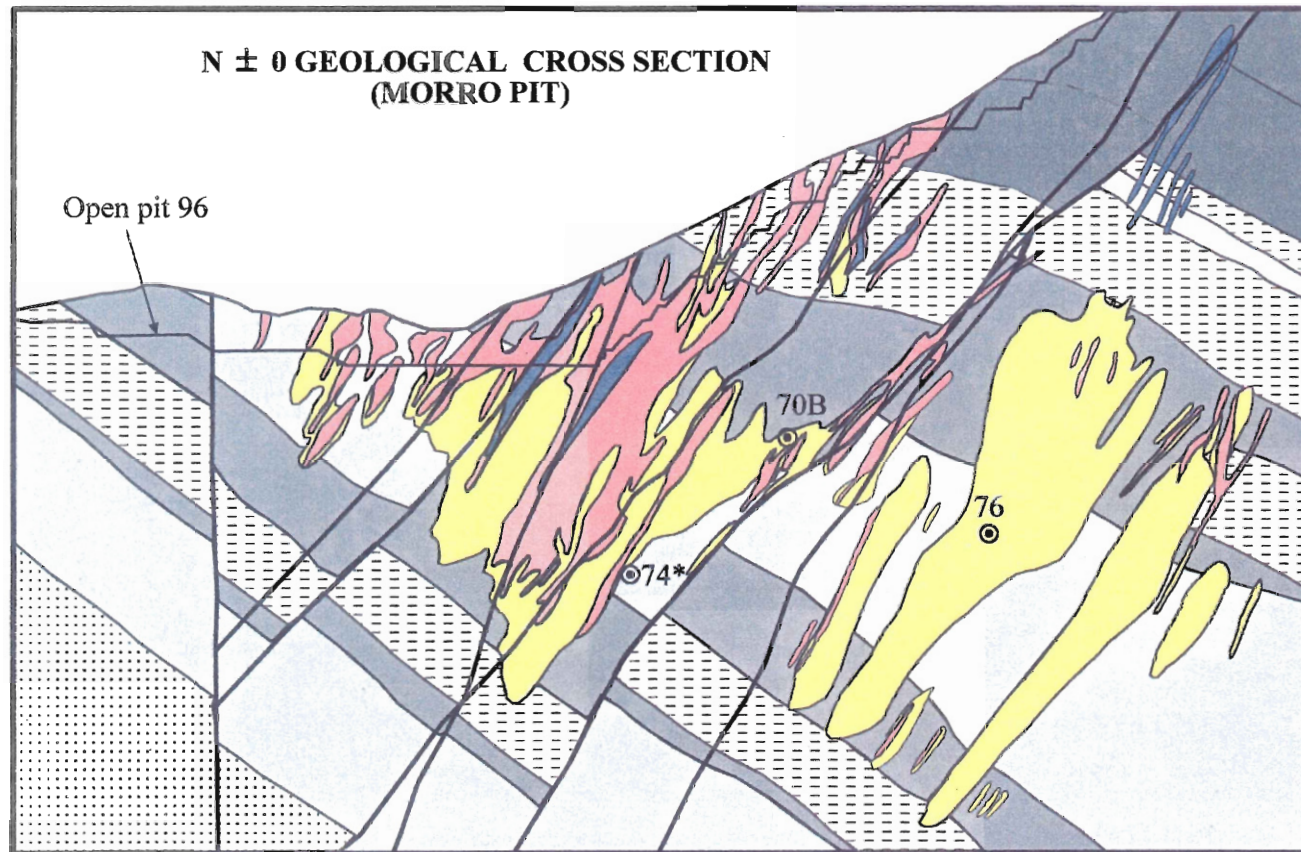 N ± 0 GEOLOGICAL CROSS SECTION
(MORRO PIT)
Open pit 96
70B
76
74*